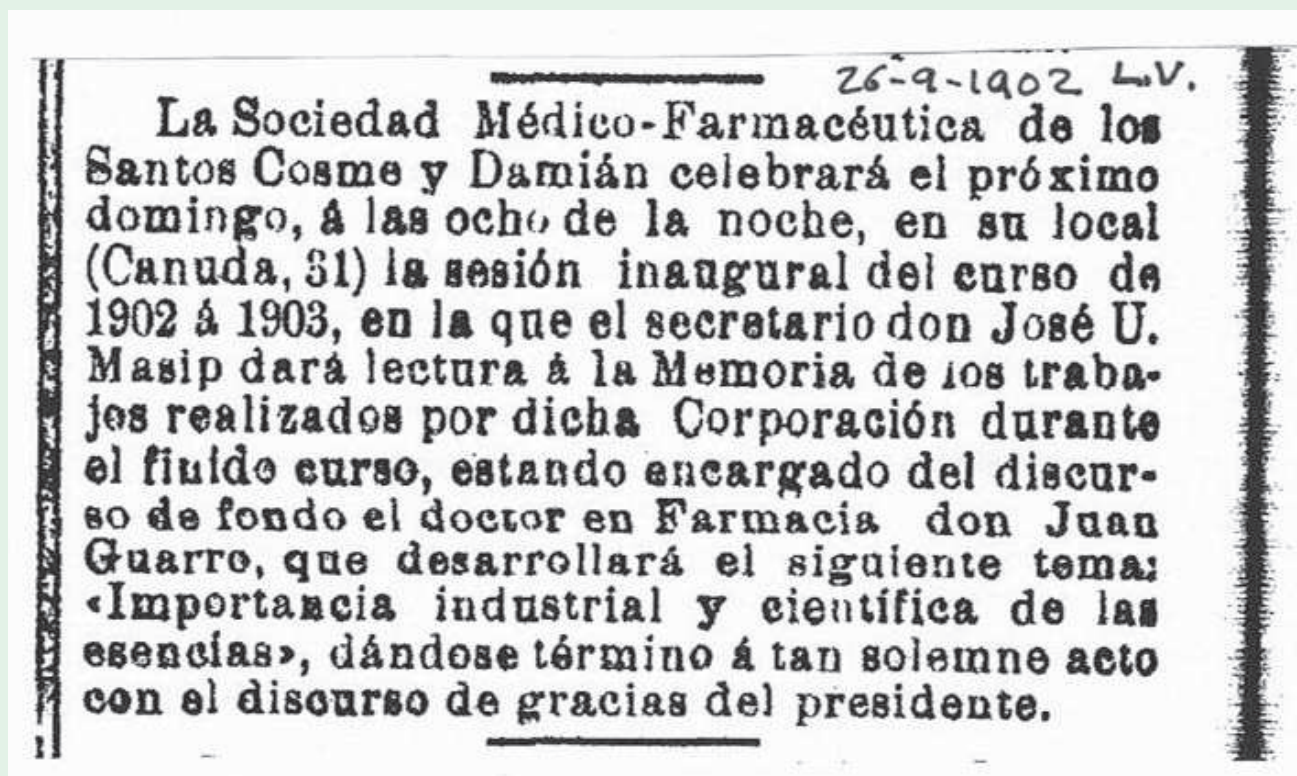 26-9-1902 L.V.
La Sociedad Médico-Farmacéutica de los
Santos Cosme y Damián celebrará el próximo
domingo, á las ocho de la noche, en su local
(Canuda, 31) la sesión inaugural del curso de
1902 á 1903, en la que el secretario don José U.
Masip dará lectura á la Memoria de los traba-
jos realizados por dicha Corporación durante
el finido curso, estando encargado del discur-
so de fondo el doctor en Farmacia don Juan
Guarro, que desarrollará el siguiente tema:
«Importancia industrial y científica de las
esencias», dándose término á tan solemne acto
con el discurso de gracias del presidente.